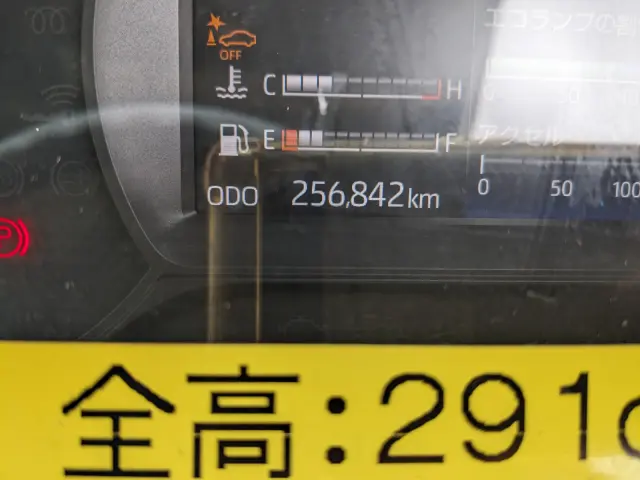 エコランプの割
OFF
C H
E F
アクセル
0 50 100
ODO 256,842km
全高:291